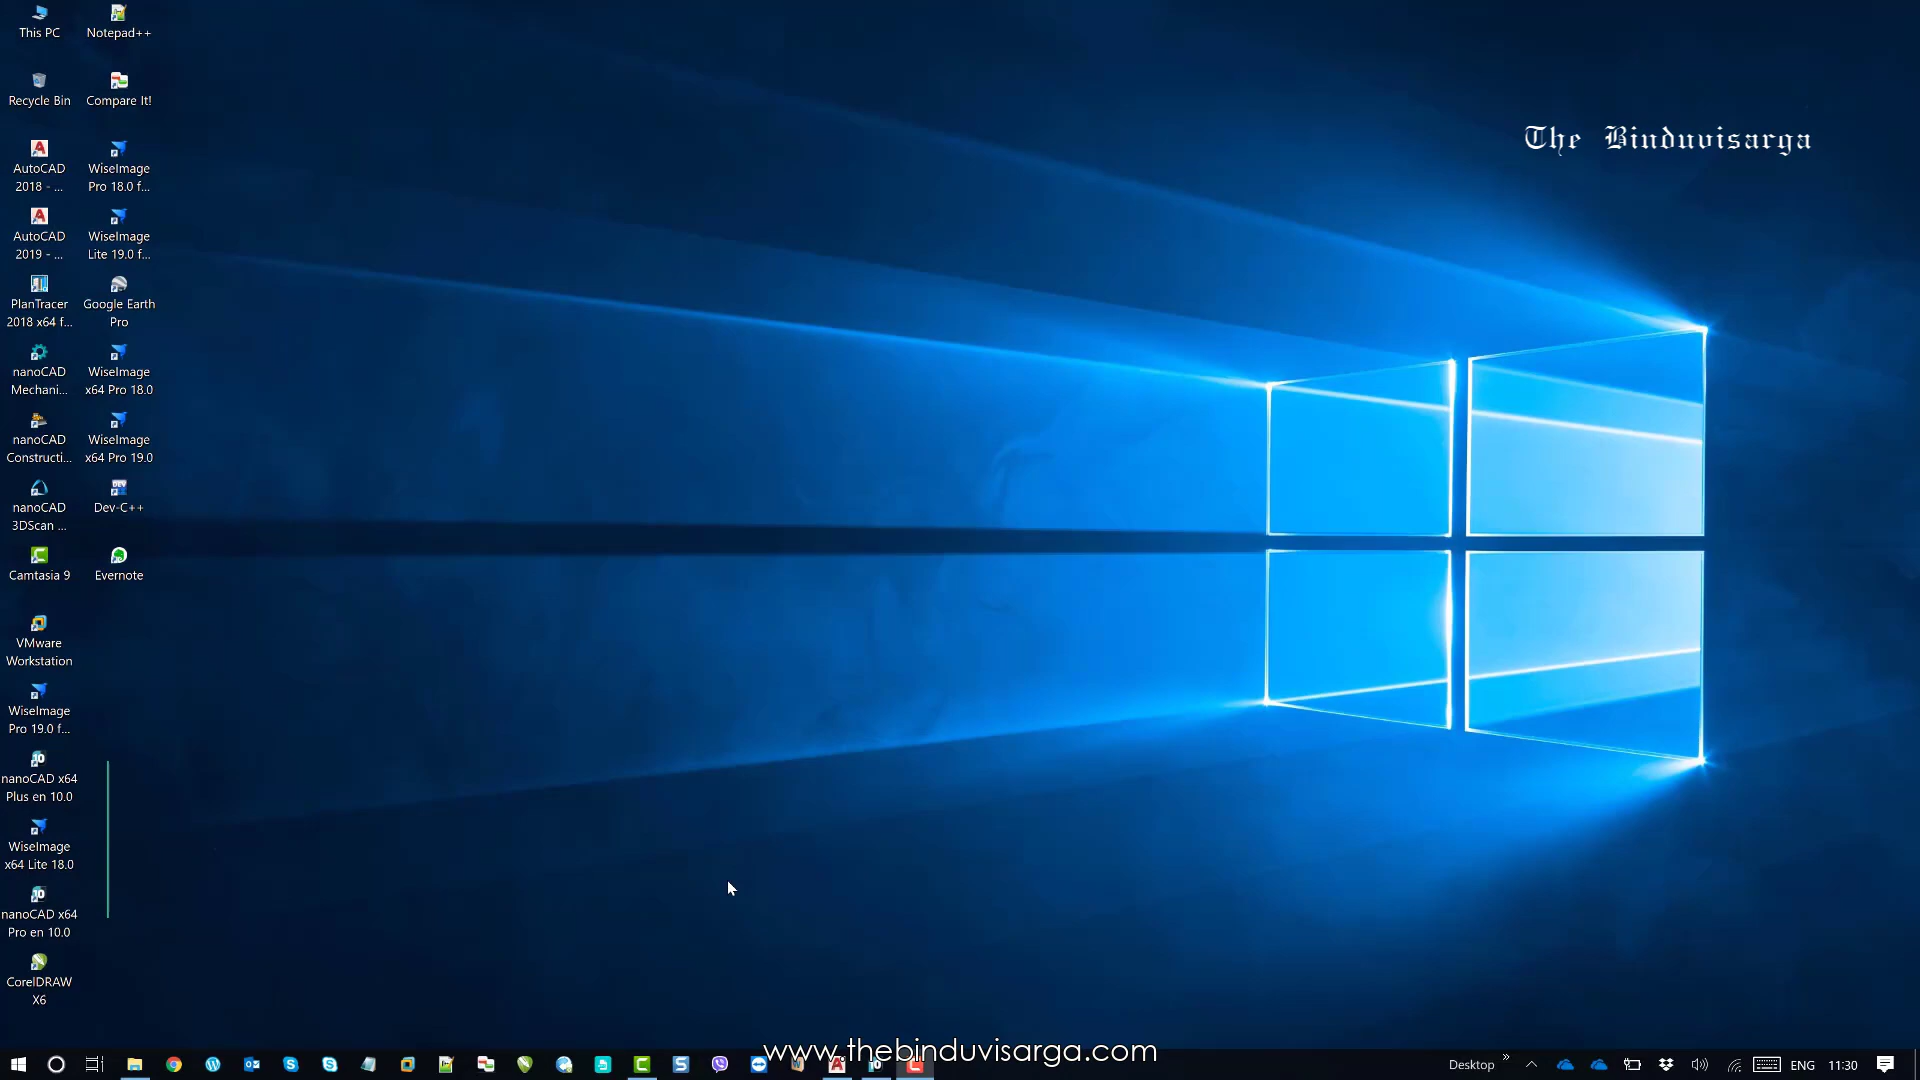 This PC
Notepad++
Recycle Bin
Compare It!
AutoCAD
2018 - ...
WiseImage
Pro 18.0 f...
AutoCAD
2019 - ...
WiseImage
Lite 19.0 f...
PlanTracer
2018 x64 f...
Google Earth
Pro
nanoCAD
Mechani...
WiseImage
x64 Pro 18.0
nanoCAD
Constructi...
WiseImage
x64 Pro 19.0
nanoCAD
3DScan ...
Dev-C++
Camtasia 9
Evernote
VMware
Workstation
WiseImage
Pro 19.0 f...
nanoCAD x64
Plus en 10.0
WiseImage
x64 Lite 18.0
nanoCAD x64
Pro en 10.0
CorelDRAW
X6
The Binduvisarga
www.thebinduvisarga.com
Desktop
ENG
11:30